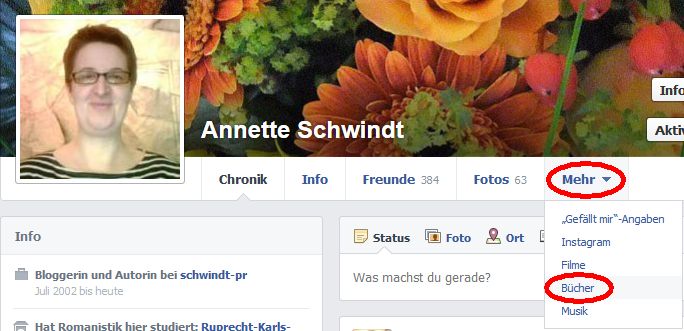 Info
Annette Schwindt
Aktiv
Chronik Info Freunde 384 Fotos 63 Mehr
„Gefällt mir“-Angaben
Instagram
Filme
Bücher
Musik
Info
Bloggerin und Autorin bei schwindt-pr
Juli 2002 bis heute
Hat Romanistik hier studiert: Ruprecht-Karls-
Status Foto Ort
Was machst du gerade?